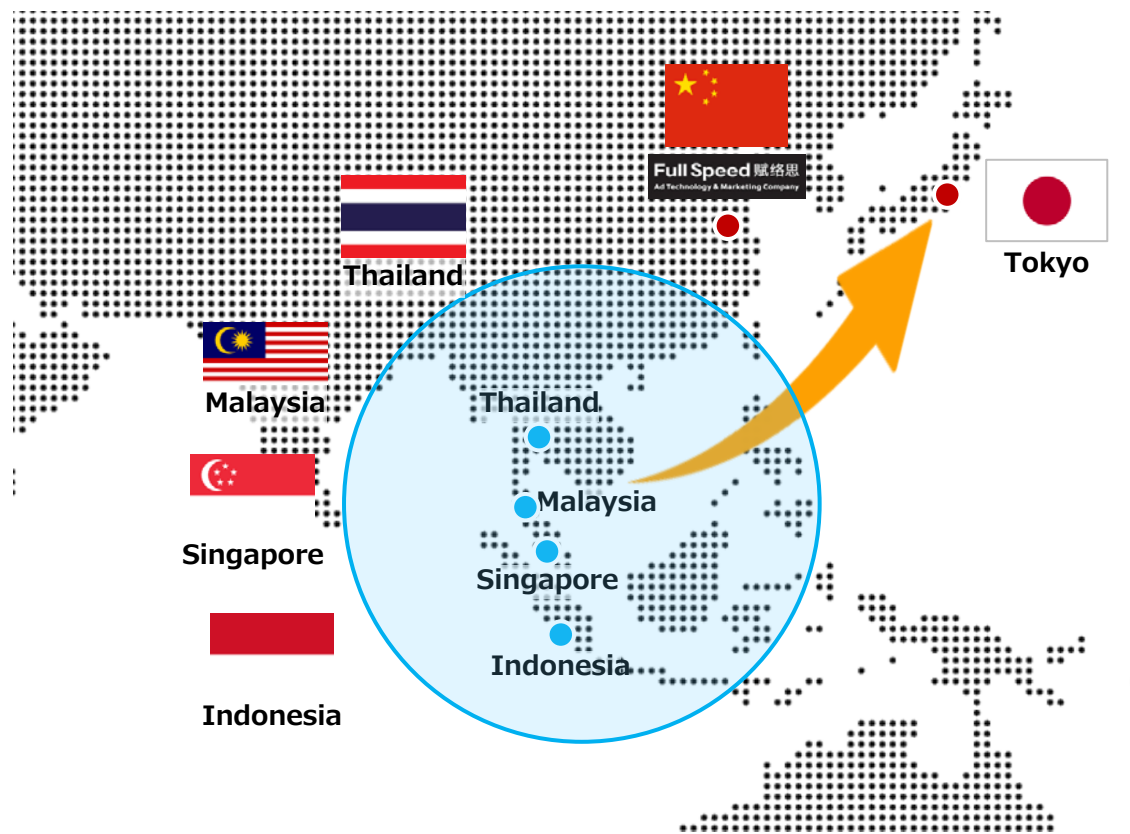 Full Speed 赋络思
Ad Technology & Marketing Company
Thailand
Tokyo
Malaysia
Thailand
Singapore
Malaysia
Singapore
Indonesia
Indonesia